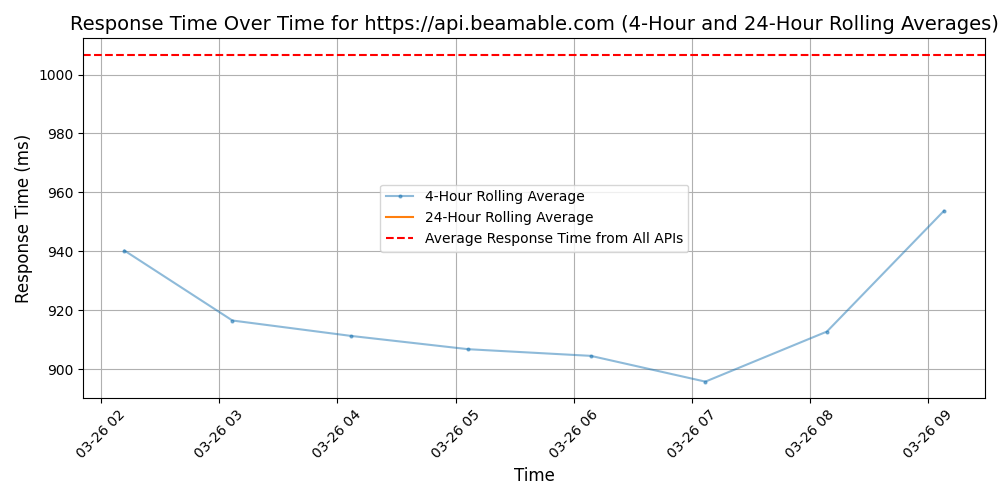 Response Time Over Time for https://api.beamable.com (4-Hour and 24-Hour Rolling Averages)
Response Time (ms)
1000
980
960
940
920
900
4-Hour Rolling Average
24-Hour Rolling Average
Average Response Time from All APIs
03-26 02
03-26 03
03-26 04
03-26 05
03-26 06
03-26 07
03-26 08
03-26 09
Time